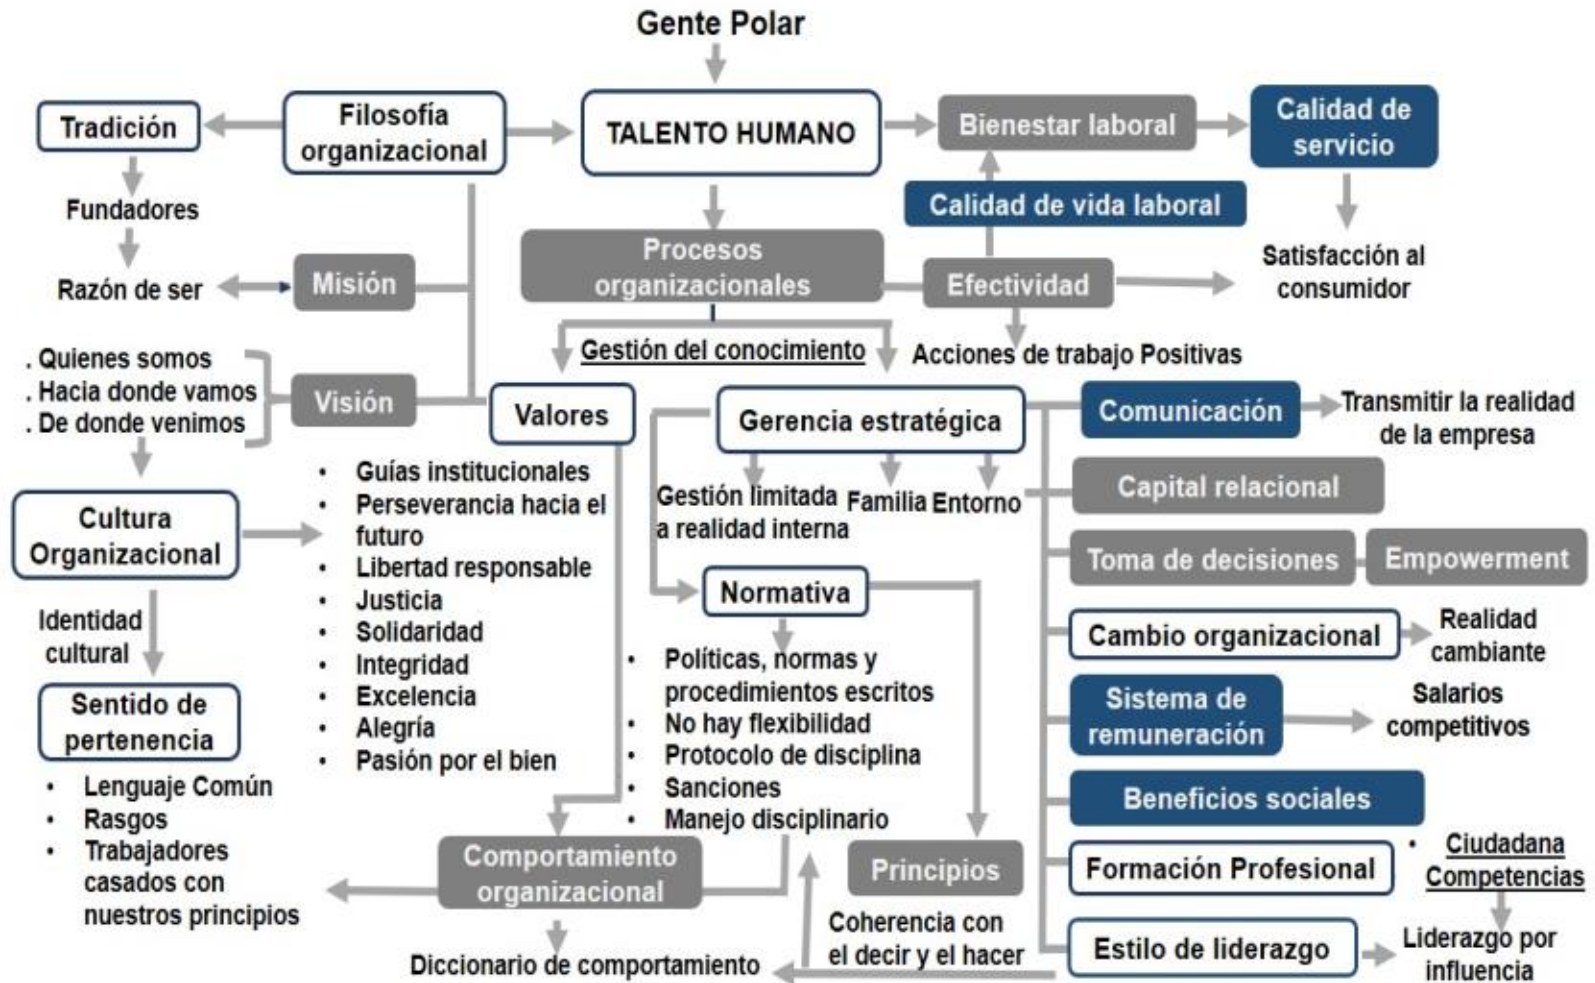 Gente Polar
Tradición
Filosofía
organizacional
TALENTO HUMANO
Bienestar laboral
Calidad de
servicio
Fundadores
Calidad de vida laboral
Razón de ser
Misión
Procesos
organizacionales
Efectividad
Satisfacción al
consumidor
. Quienes somos
. Hacia donde vamos
. De donde venimos
Visión
Gestión del conocimiento
Acciones de trabajo Positivas
Valores
Gerencia estratégica
Comunicación
Transmitir la realidad
de la empresa
Cultura
Organizacional
• Guías institucionales
• Perseverancia hacia el
futuro
• Libertad responsable
• Justicia
• Solidaridad
• Integridad
• Excelencia
• Alegría
• Pasión por el bien
Gestión limitada
a realidad interna
Familia
Entorno
Capital relacional
Toma de decisiones
Empowerment
Normativa
Cambio organizacional
Realidad
cambiante
Identidad
cultural
• Políticas, normas y
procedimientos escritos
• No hay flexibilidad
• Protocolo de disciplina
• Sanciones
• Manejo disciplinario
Sistema de
remuneración
Salarios
competitivos
Sentido de
pertenencia
• Lenguaje Común
• Rasgos
• Trabajadores
casados con
nuestros principios
Beneficios sociales
Comportamiento
organizacional
Principios
Formación Profesional
• Ciudadana
Competencias
Diccionario de comportamiento
Coherencia con
el decir y el hacer
Estilo de liderazgo
Liderazgo por
influencia